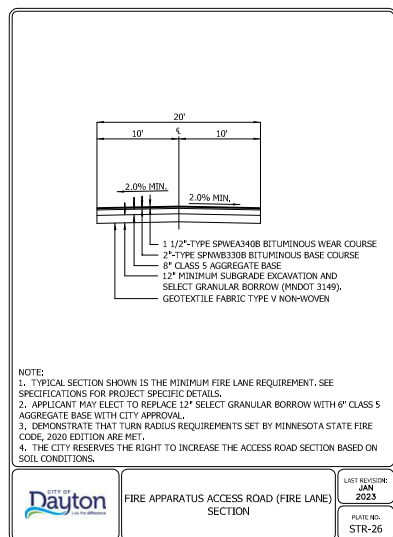 20'
10'
℄
10'
2.0% MIN.
2.0% MIN.
1 1/2"-TYPE SPWEA340B BITUMINOUS WEAR COURSE
2"-TYPE SPNWB330B BITUMINOUS BASE COURSE
8" CLASS 5 AGGREGATE BASE
12" MINIMUM SUBGRADE EXCAVATION AND
SELECT GRANULAR BORROW (MNDOT 3149).
GEOTEXTILE FABRIC TYPE V NON-WOVEN
NOTE:
1. TYPICAL SECTION SHOWN IS THE MINIMUM FIRE LANE REQUIREMENT. SEE
SPECIFICATIONS FOR PROJECT SPECIFIC DETAILS.
2. APPLICANT MAY ELECT TO REPLACE 12" SELECT GRANULAR BORROW WITH 6" CLASS 5
AGGREGATE BASE WITH CITY APPROVAL.
3. DEMONSTRATE THAT TURN RADIUS REQUIREMENTS SET BY MINNESOTA STATE FIRE
CODE, 2020 EDITION ARE MET.
4. THE CITY RESERVES THE RIGHT TO INCREASE THE ACCESS ROAD SECTION BASED ON
SOIL CONDITIONS.
CITY OF
Dayton
Live the difference
FIRE APPARATUS ACCESS ROAD (FIRE LANE)
SECTION
LAST REVISION:
JAN
2023
PLATE NO.
STR-26